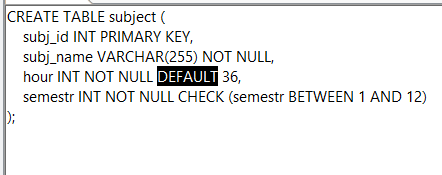 CREATE TABLE subject (
subj_id INT PRIMARY KEY,
subj_name VARCHAR(255) NOT NULL,
hour INT NOT NULL DEFAULT 36,
semestr INT NOT NULL CHECK (semestr BETWEEN 1 AND 12)
);